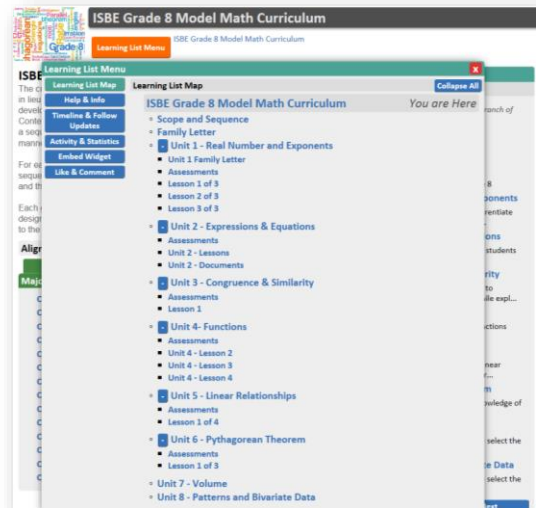 ISBE Grade 8 Model Math Curriculum
Grade 8
Learning List Menu
ISBE Grade 8 Model Math Curriculum
Learning List Menu
X
Learning List Map
Help & Info
Timeline & Follow Updates
Activity & Statistics
Embed Widget
Like & Comment
Learning List Map
Collapse All
ISBE Grade 8 Model Math Curriculum
You are Here
Scope and Sequence
Family Letter
- Unit 1 - Real Number and Exponents
Unit 1 Family Letter
Assessments
Lesson 1 of 3
Lesson 2 of 3
Lesson 3 of 3
- Unit 2 - Expressions & Equations
Assessments
Unit 2 - Lessons
Unit 2 - Documents
- Unit 3 - Congruence & Similarity
Assessments
Lesson 1
- Unit 4- Functions
Assessments
Unit 4 - Lesson 2
Unit 4 - Lesson 3
Unit 4 - Lesson 4
- Unit 5 - Linear Relationships
Assessments
Lesson 1 of 4
- Unit 6 - Pythagorean Theorem
Assessments
Lesson 1 of 3
Unit 7 - Volume
Unit 8 - Patterns and Bivariate Data